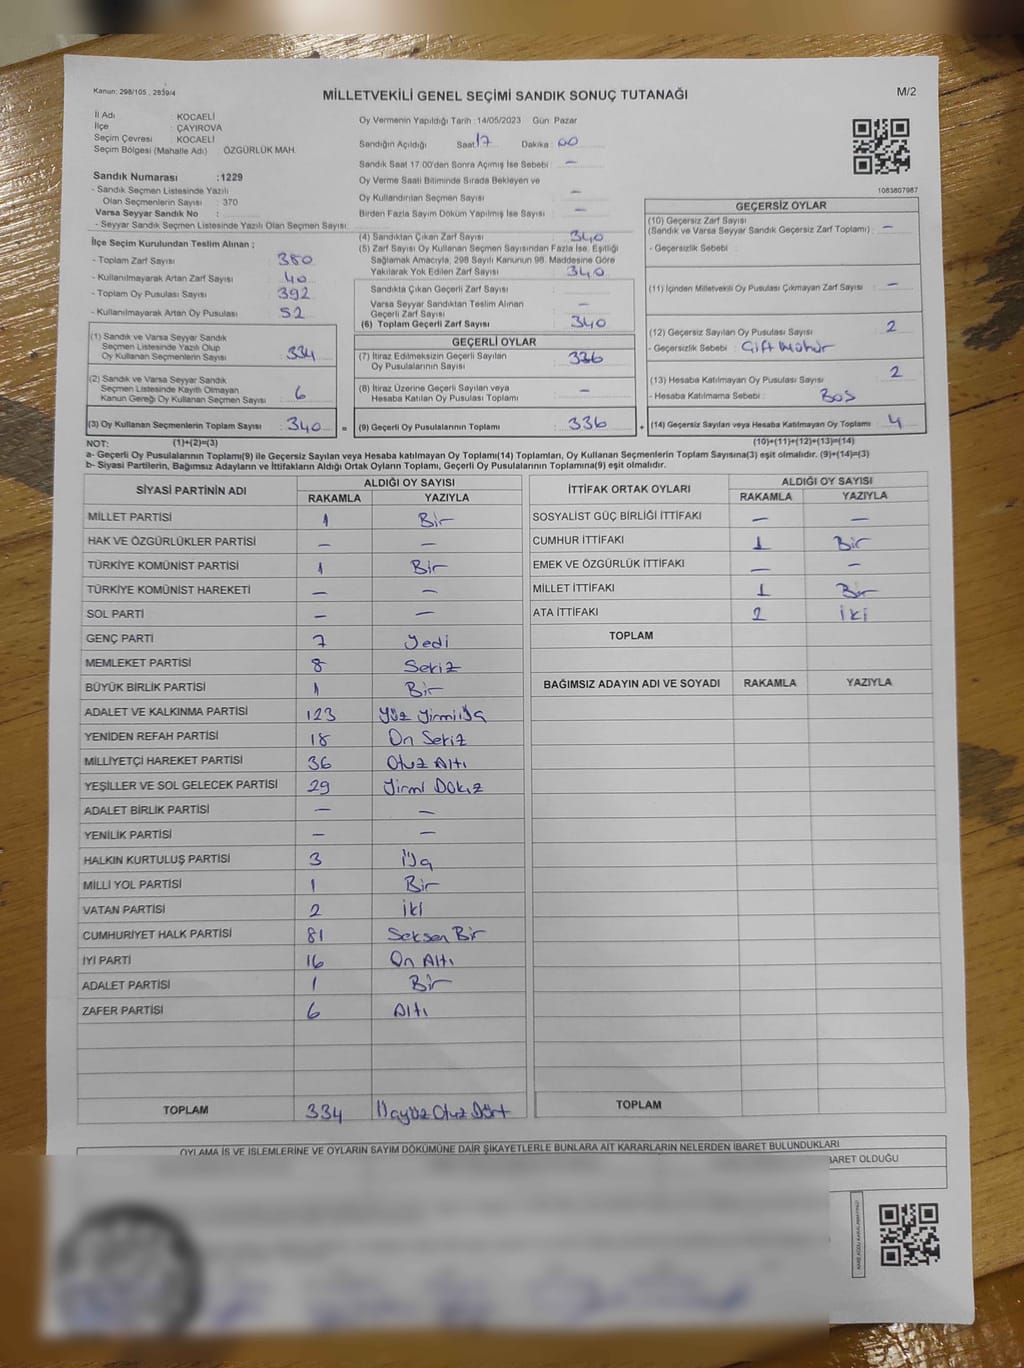 Kanun: 298/105 , 2839/4
MİLLETVEKİLİ GENEL SEÇİMİ SANDIK SONUÇ TUTANAĞI
M/2
İl Adı : KOCAELİ
İlçe : ÇAYIROVA
Seçim Çevresi : KOCAELİ
Seçim Bölgesi (Mahalle Adı) : ÖZGÜRLÜK MAH.
Sandık Numarası :1229
- Sandık Seçmen Listesinde Yazılı
Olan Seçmenlerin Sayısı : 370
Varsa Seyyar Sandık No :
- Seyyar Sandık Seçmen Listesinde Yazılı Olan Seçmen Sayısı
İlçe Seçim Kurulundan Teslim Alınan ;
- Toplam Zarf Sayısı : 380
- Kullanılmayarak Artan Zarf Sayısı : 40
- Toplam Oy Pusulası Sayısı : 392
- Kullanılmayarak Artan Oy Pusulası : 52
(1) Sandık ve Varsa Seyyar Sandık
Seçmen Listesinde Yazılı Olup
Oy Kullanan Seçmenlerin Sayısı : 334
(2) Sandık ve Varsa Seyyar Sandık
Seçmen Listesinde Kayıtlı Olmayan
Kanun Gereği Oy Kullanan Seçmen Sayısı : 6
(3) Oy Kullanan Seçmenlerin Toplam Sayısı : 340 =
Oy Vermenin Yapıldığı Tarih :14/05/2023 Gün: Pazar
Sandığın Açıldığı Saat: 17 Dakika : 00
Sandık Saat 17.00'dan Sonra Açılmış İse Sebebi : —
Oy Verme Saati Bitiminde Sırada Bekleyen ve
Oy Kullandırılan Seçmen Sayısı : —
Birden Fazla Sayım Döküm Yapılmış İse Sayısı : —
(4) Sandıktan Çıkan Zarf Sayısı : 340
(5) Zarf Sayısı Oy Kullanan Seçmen Sayısından Fazla İse, Eşitliği
Sağlamak Amacıyla, 298 Sayılı Kanunun 98. Maddesine Göre
Yakılarak Yok Edilen Zarf Sayısı : 340
Sandıkta Çıkan Geçerli Zarf Sayısı :
Varsa Seyyar Sandıktan Teslim Alınan
Geçerli Zarf Sayısı : —
(6) Toplam Geçerli Zarf Sayısı : 340
GEÇERLİ OYLAR
(7) İtiraz Edilmeksizin Geçerli Sayılan
Oy Pusulalarının Sayısı : 336
(8) İtiraz Üzerine Geçerli Sayılan veya
Hesaba Katılan Oy Pusulası Toplamı : —
(9) Geçerli Oy Pusulalarının Toplamı : 336 +
1083807987
GEÇERSİZ OYLAR
(10) Geçersiz Zarf Sayısı
(Sandık ve Varsa Seyyar Sandık Geçersiz Zarf Toplamı) : —
- Geçersizlik Sebebi :
(11) İçinden Milletvekili Oy Pusulası Çıkmayan Zarf Sayısı : —
(12) Geçersiz Sayılan Oy Pusulası Sayısı : 2
- Geçersizlik Sebebi : Çift Mühür
(13) Hesaba Katılmayan Oy Pusulası Sayısı : 2
- Hesaba Katılmama Sebebi : BOS
(14) Geçersiz Sayılan veya Hesaba Katılmayan Oy Toplamı : 4
NOT: (1)+(2)=(3) (10)+(11)+(12)+(13)=(14)
a- Geçerli Oy Pusulalarının Toplamı(9) ile Geçersiz Sayılan veya Hesaba katılmayan Oy Toplamı(14) Toplamları, Oy Kullanan Seçmenlerin Toplam Sayısına(3) eşit olmalıdır. (9)+(14)=(3)
b- Siyasi Partilerin, Bağımsız Adayların ve İttifakların Aldığı Ortak Oyların Toplamı, Geçerli Oy Pusulalarının Toplamına(9) eşit olmalıdır.
SİYASİ PARTİNİN ADI ALDIĞI OY SAYISI
RAKAMLA YAZIYLA
MİLLET PARTİSİ 1 Bir
HAK VE ÖZGÜRLÜKLER PARTİSİ — —
TÜRKİYE KOMÜNİST PARTİSİ 1 Bir
TÜRKİYE KOMÜNİST HAREKETİ — —
SOL PARTİ — —
GENÇ PARTİ 7 Yedi
MEMLEKET PARTİSİ 8 Sekiz
BÜYÜK BİRLİK PARTİSİ 1 Bir
ADALET VE KALKINMA PARTİSİ 123 Yüz Yirmi Üç
YENİDEN REFAH PARTİSİ 18 On Sekiz
MİLLİYETÇİ HAREKET PARTİSİ 36 Otuz Altı
YEŞİLLER VE SOL GELECEK PARTİSİ 29 Yirmi Dokız
ADALET BİRLİK PARTİSİ — —
YENİLİK PARTİSİ — —
HALKIN KURTULUŞ PARTİSİ 3 Üç
MİLLİ YOL PARTİSİ 1 Bir
VATAN PARTİSİ 2 iki
CUMHURİYET HALK PARTİSİ 81 Seksen Bir
İYİ PARTİ 16 On Altı
ADALET PARTİSİ 1 Bir
ZAFER PARTİSİ 6 Altı
TOPLAM 334 Üçyüz Otuz Dört
İTTİFAK ORTAK OYLARI ALDIĞI OY SAYISI
RAKAMLA YAZIYLA
SOSYALİST GÜÇ BİRLİĞİ İTTİFAKI — —
CUMHUR İTTİFAKI 1 Bir
EMEK VE ÖZGÜRLÜK İTTİFAKI — —
MİLLET İTTİFAKI 1 Bir
ATA İTTİFAKI 2 iki
TOPLAM
BAĞIMSIZ ADAYIN ADI VE SOYADI RAKAMLA YAZIYLA
TOPLAM
OYLAMA İŞ VE İŞLEMLERİNE VE OYLARIN SAYIM DÖKÜMÜNE DAİR ŞİKAYETLERLE BUNLARA AİT KARARLARIN NELERDEN İBARET BULUNDUKLARI
BARET OLDUĞU